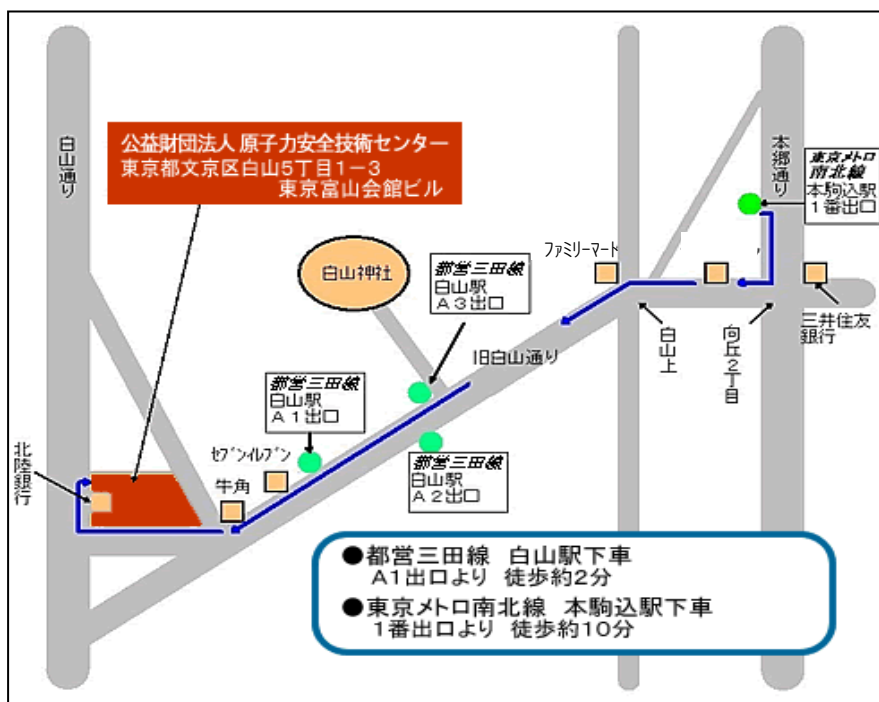 白山通り
公益財団法人 原子力安全技術センター
東京都文京区白山5丁目1-3
東京富山会館ビル
本郷通り
東京メトロ
南北線
本駒込駅
1番出口
ファミリーマード
白山神社
都営三田線
白山駅
A3出口
三井住友
銀行
白山上
向丘2丁目
旧白山通り
都営三田線
白山駅
A1出口
セブンイルブン
牛角
都営三田線
白山駅
A2出口
北陸銀行
●都営三田線 白山駅下車
A1出口より 徒歩約2分
●東京メトロ南北線 本駒込駅下車
1番出口より 徒歩約10分